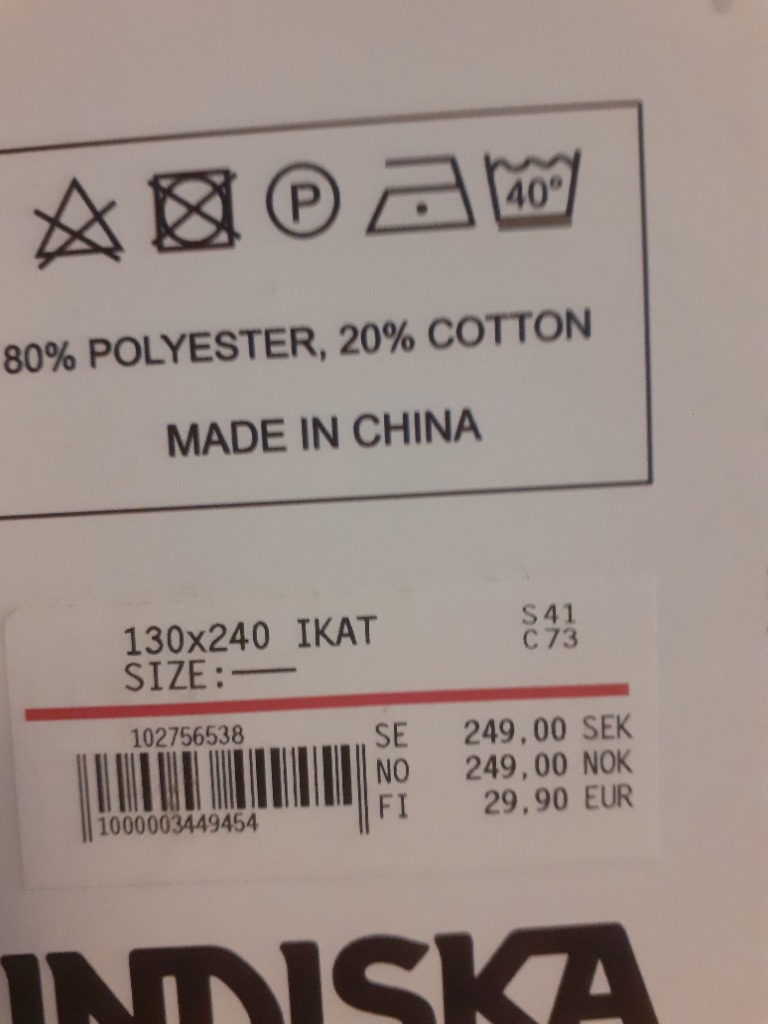 P 40°
80% POLYESTER, 20% COTTON
MADE IN CHINA
130x240 IKAT
SIZE:——
S41
C73
102756538
1000003449454
SE 249,00 SEK
NO 249,00 NOK
FI 29,90 EUR
INDISKA